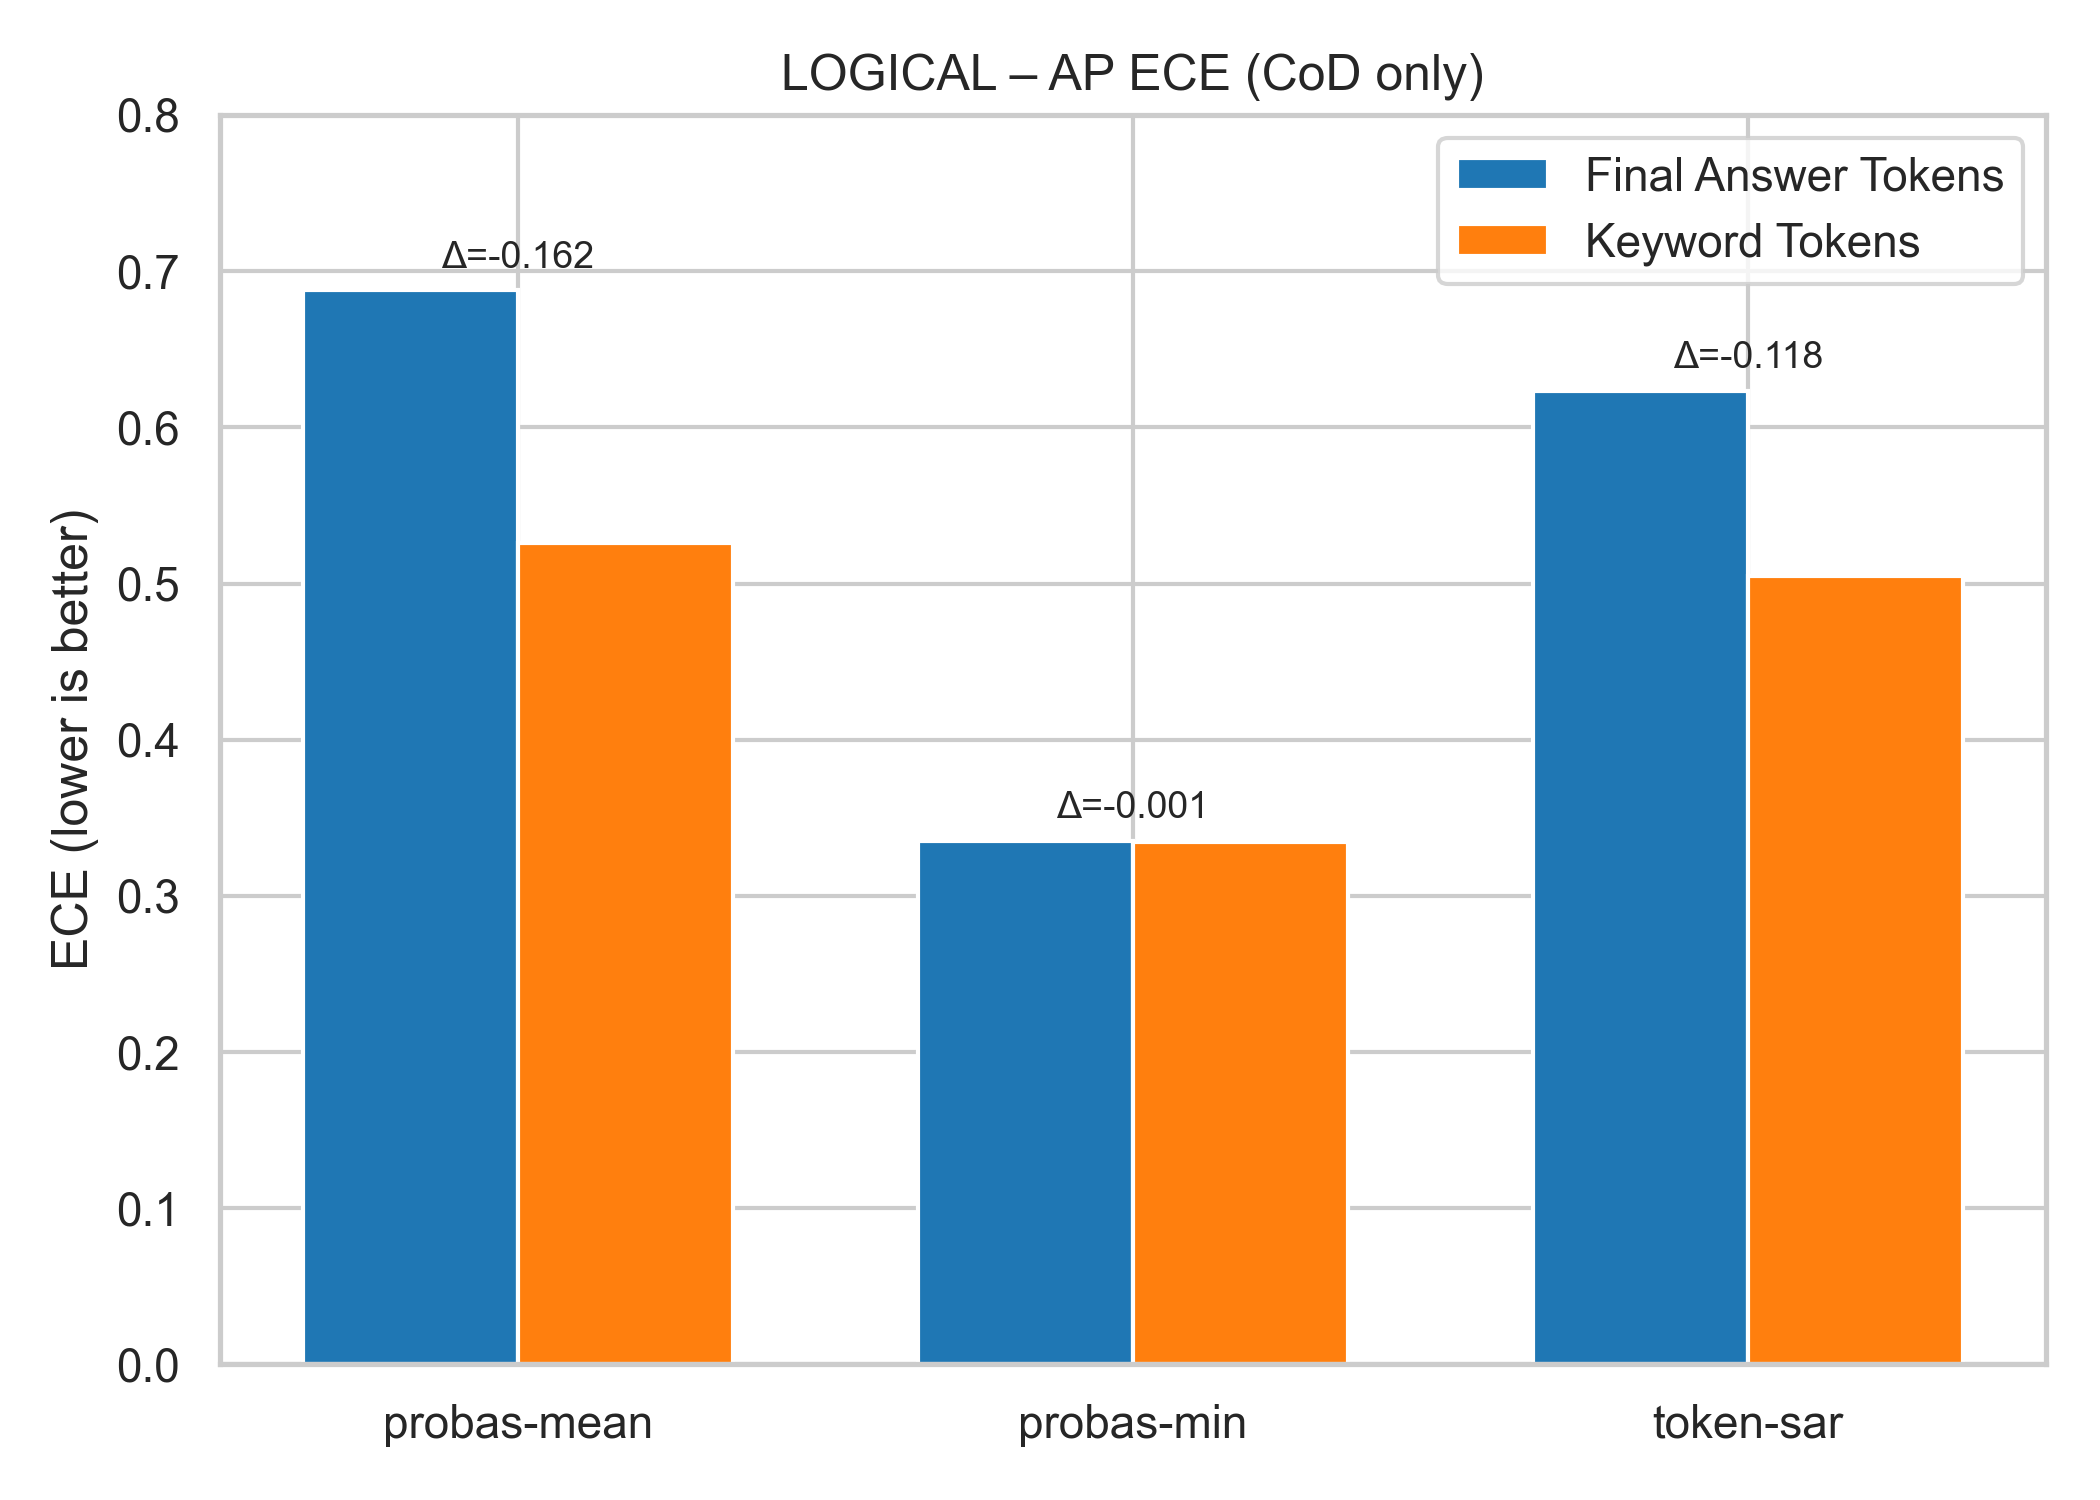 LOGICAL – AP ECE (CoD only)
ECE (lower is better)
0.8
0.7
0.6
0.5
0.4
0.3
0.2
0.1
0.0
Final Answer Tokens
Keyword Tokens
Δ=-0.162
Δ=-0.001
Δ=-0.118
probas-mean
probas-min
token-sar